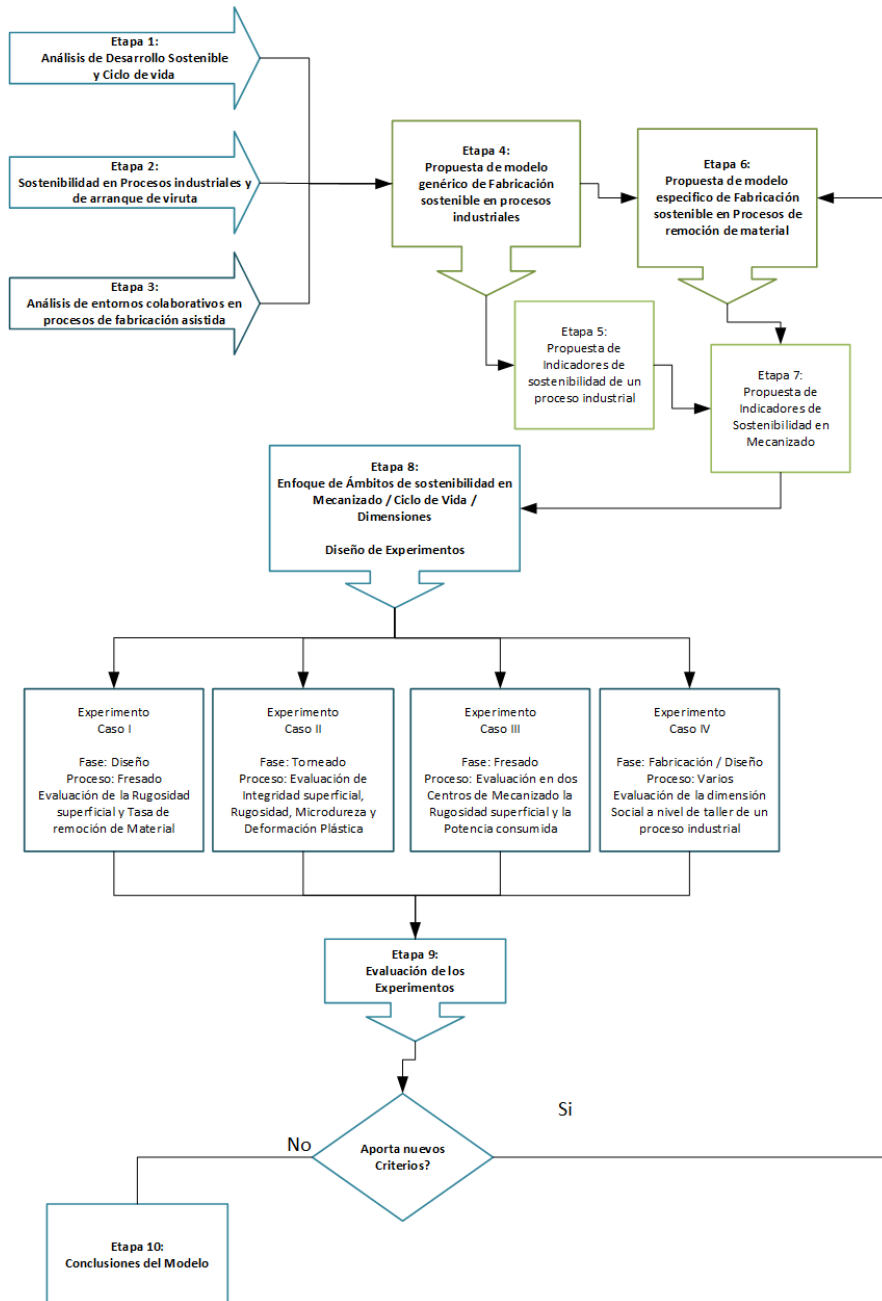 Etapa 1:
Análisis de Desarrollo Sostenible
y Ciclo de vida
Etapa 2:
Sostenibilidad en Procesos industriales y
de arranque de viruta
Etapa 3:
Análisis de entornos colaborativos en
procesos de fabricación asistida
Etapa 4:
Propuesta de modelo
genérico de Fabricación
sostenible en procesos
industriales
Etapa 6:
Propuesta de modelo
especifico de Fabricación
sostenible en Procesos de
remoción de material
Etapa 5:
Propuesta de
Indicadores de
sostenibilidad de un
proceso industrial
Etapa 7:
Propuesta de
Indicadores de
Sostenibilidad en
Mecanizado
Etapa 8:
Enfoque de Ámbitos de sostenibilidad en
Mecanizado / Ciclo de Vida /
Dimensiones
Diseño de Experimentos
Experimento
Caso I
Fase: Diseño
Proceso: Fresado
Evaluación de la Rugosidad
superficial y Tasa de
remoción de Material
Experimento
Caso II
Fase: Torneado
Proceso: Evaluación de
Integridad superficial,
Rugosidad, Microdureza y
Deformación Plástica
Experimento
Caso III
Fase: Fresado
Proceso: Evaluación en dos
Centros de Mecanizado la
Rugosidad superficial y la
Potencia consumida
Experimento
Caso IV
Fase: Fabricación / Diseño
Proceso: Varios
Evaluación de la dimensión
Social a nivel de taller de un
proceso industrial
Etapa 9:
Evaluación de los
Experimentos
Aporta nuevos
Criterios?
Si
No
Etapa 10:
Conclusiones del Modelo